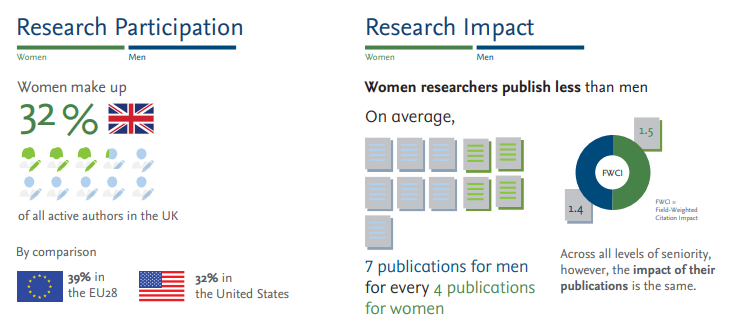 Research Participation
Women
Men
Women make up
32%
of all active authors in the UK
By comparison
39% in
the EU28
32% in
the United States
Research Impact
Women
Men
Women researchers publish less than men
On average,
7 publications for men
for every 4 publications
for women
1.5
FWCI
1.4
FWCI =
Field-Weighted
Citation Impact
Across all levels of seniority,
however, the impact of their
publications is the same.